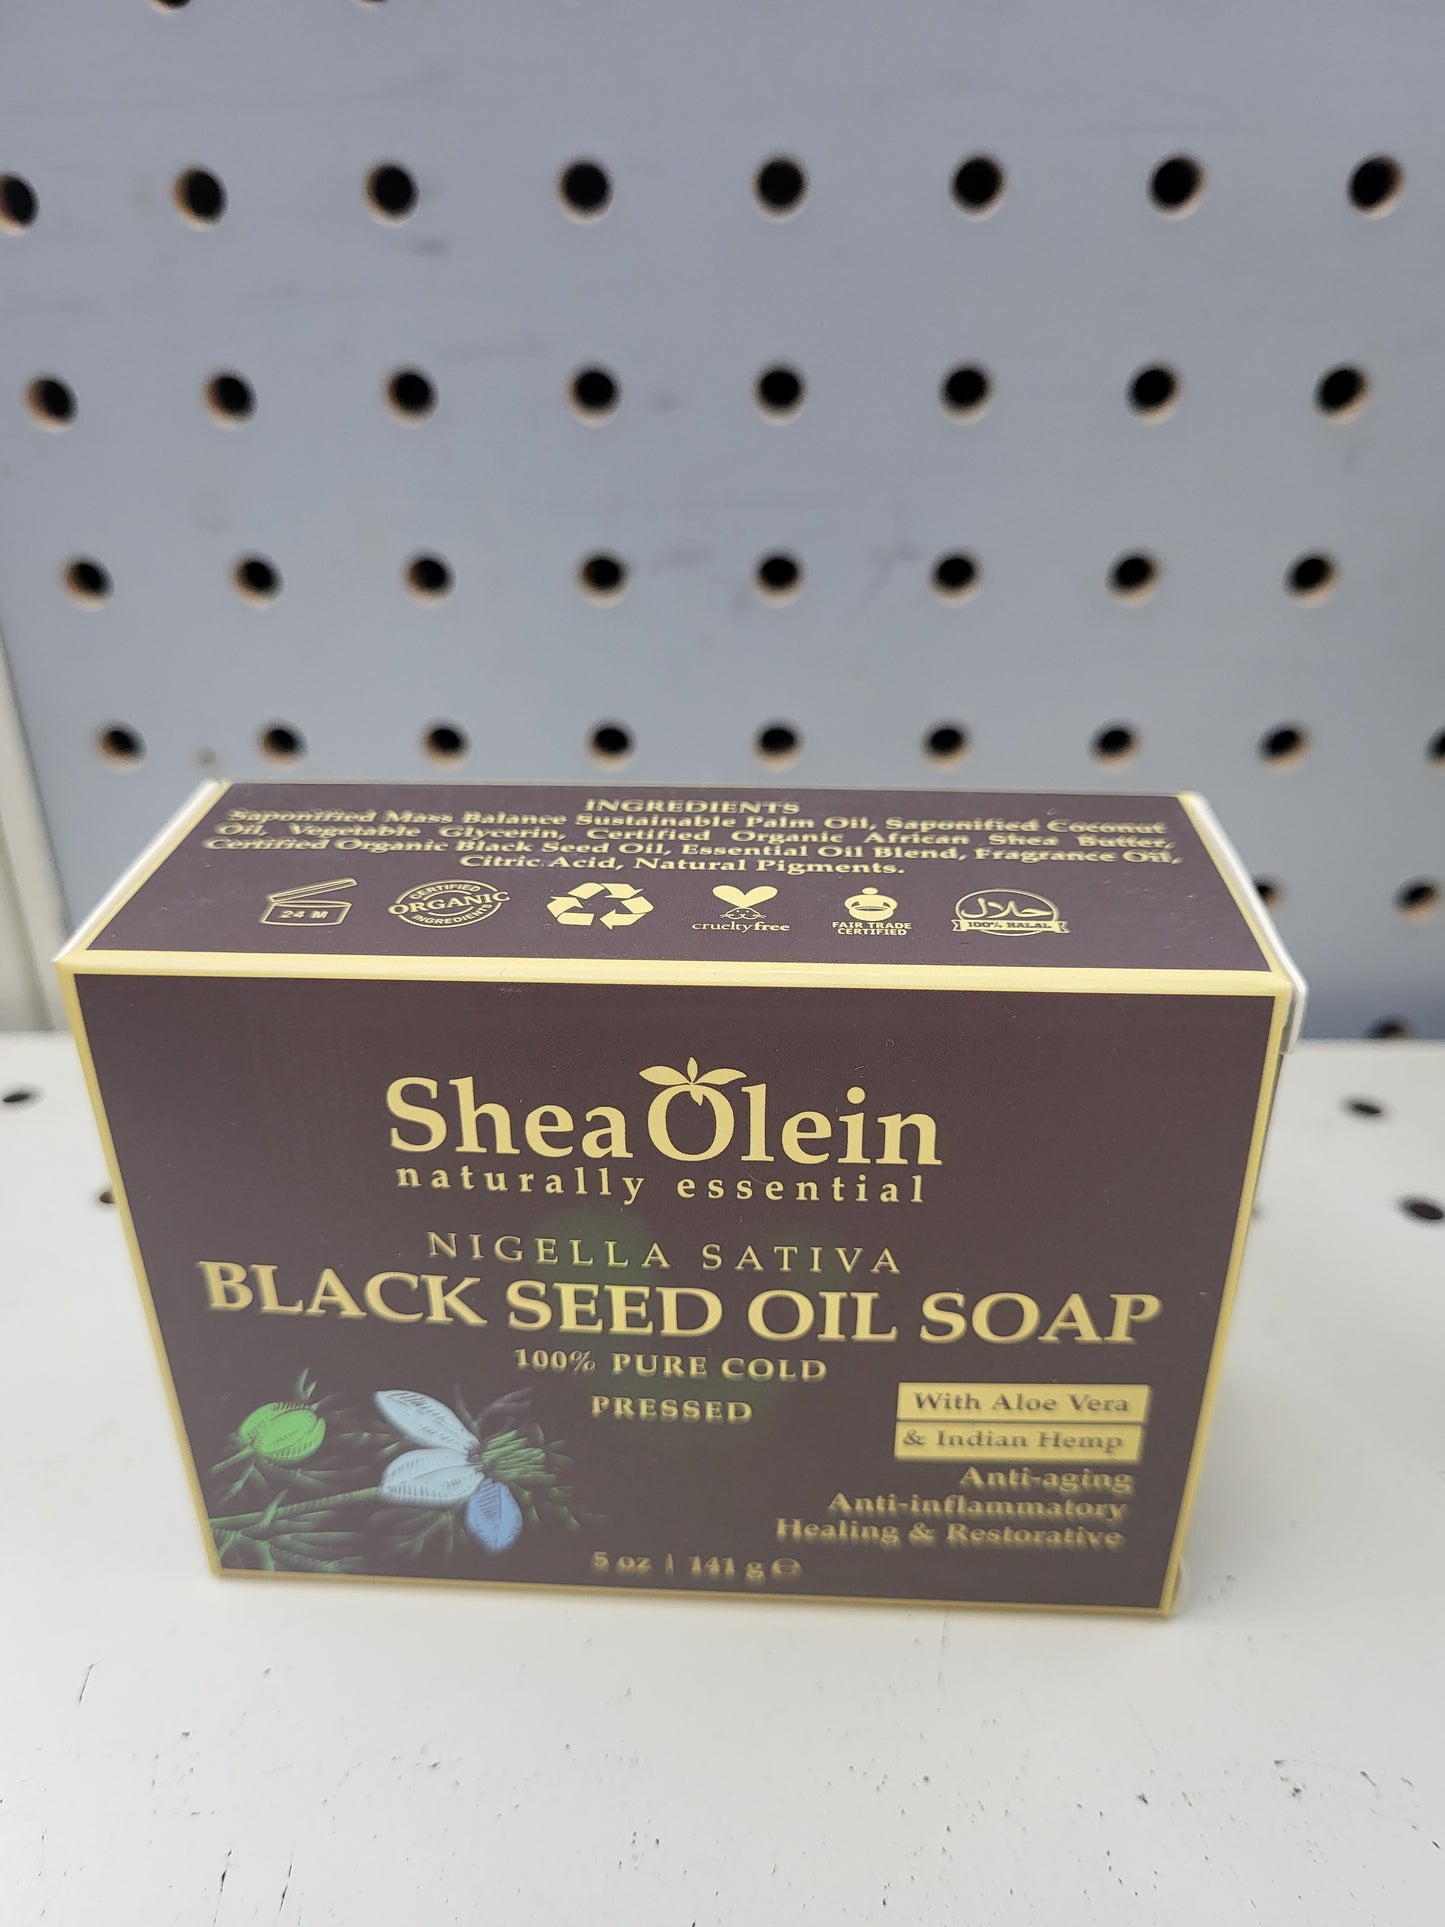 INGREDIENTS
Saponified Mass Balance Sustainable Palm Oil, Saponified Coconut
Oil, Vegetable Glycerin, Certified Organic African Shea Butter,
Certified Organic Black Seed Oil, Essential Oil Blend, Fragrance Oil,
Citric Acid, Natural Pigments.
24 M
CERTIFIED
ORGANIC
INGREDIENTS
crueltyfree
FAIR TRADE
CERTIFIED
حلال
100% HALAL
SheaOlein
naturally essential
NIGELLA SATIVA
BLACK SEED OIL SOAP
100% PURE COLD
PRESSED
With Aloe Vera
& Indian Hemp
Anti-aging
Anti-inflammatory
Healing & Restorative
5 oz | 141 g ℮